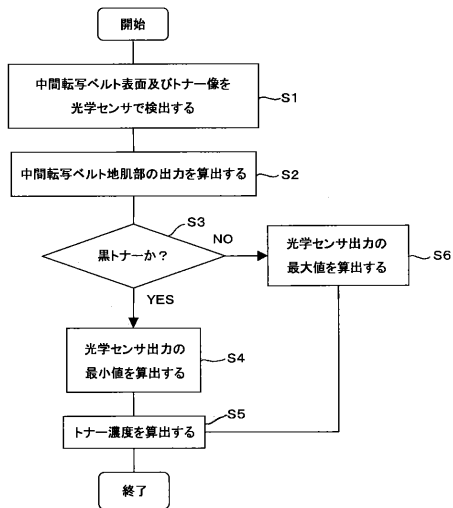 開始
中間転写ベルト表面及びトナー像を
光学センサで検出する
S1
中間転写ベルト地肌部の出力を算出する
S2
S3
黒トナーか?
NO
YES
光学センサ出力の
最大値を算出する
S6
光学センサ出力の
最小値を算出する
S4
S5
トナー濃度を算出する
終了